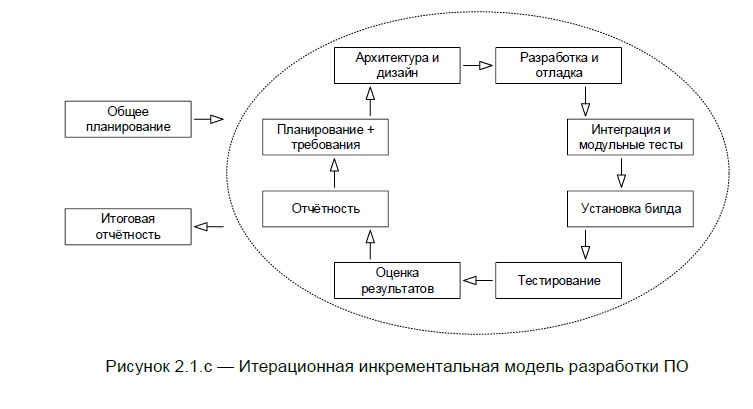 Архитектура и
дизайн
Разработка и
отладка
Общее
планирование
Планирование +
требования
Интеграция и
модульные тесты
Итоговая
отчётность
Отчётность
Установка билда
Оценка
результатов
Тестирование
Рисунок 2.1.c — Итерационная инкрементальная модель разработки ПО